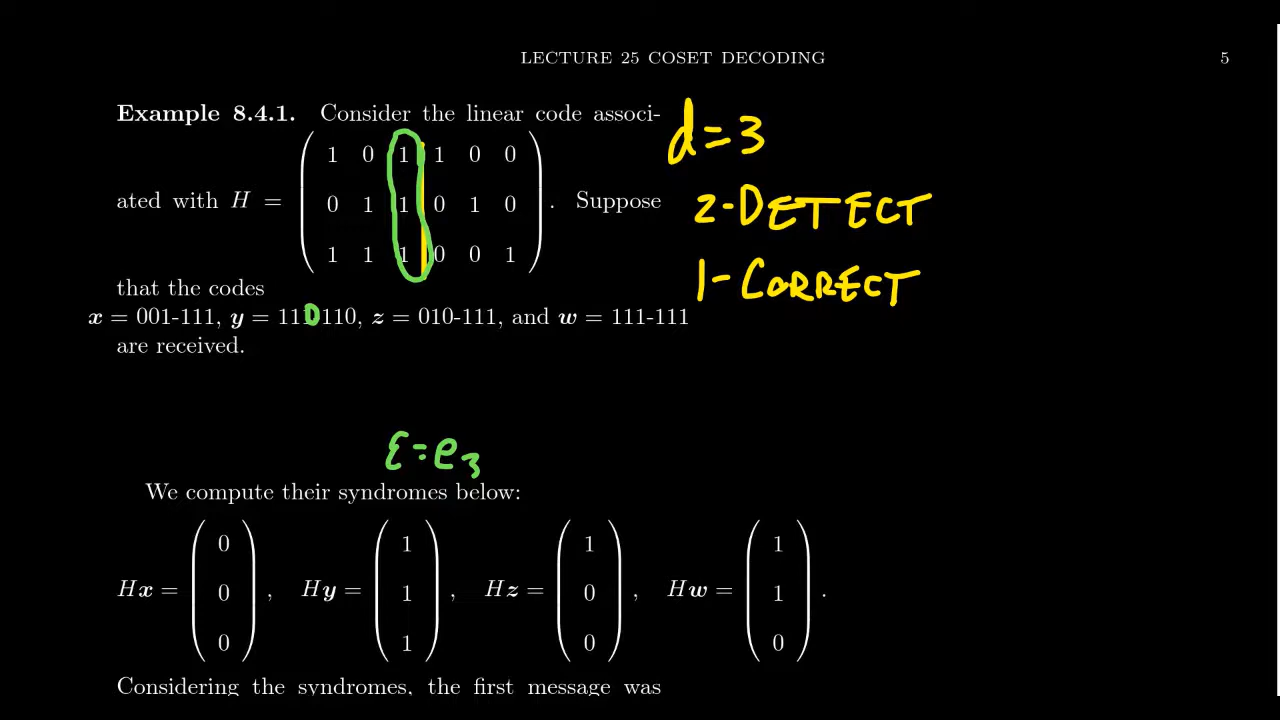 LECTURE 25 COSET DECODING 5
Example 8.4.1. Consider the linear code associ-
d=3
1 0 1 1 0 0
ated with H = 0 1 1 0 1 0 . Suppose
2-DETECT
1 1 1 0 0 1
1-CORRECT
that the codes
x = 001-111, y = 110110, z = 010-111, and w = 111-111
are received.
ε=e₃
We compute their syndromes below:
0 1 1 1
Hx = 0 , Hy = 1 , Hz = 0 , Hw = 1 .
0 1 0 0
Considering the syndromes, the first message was